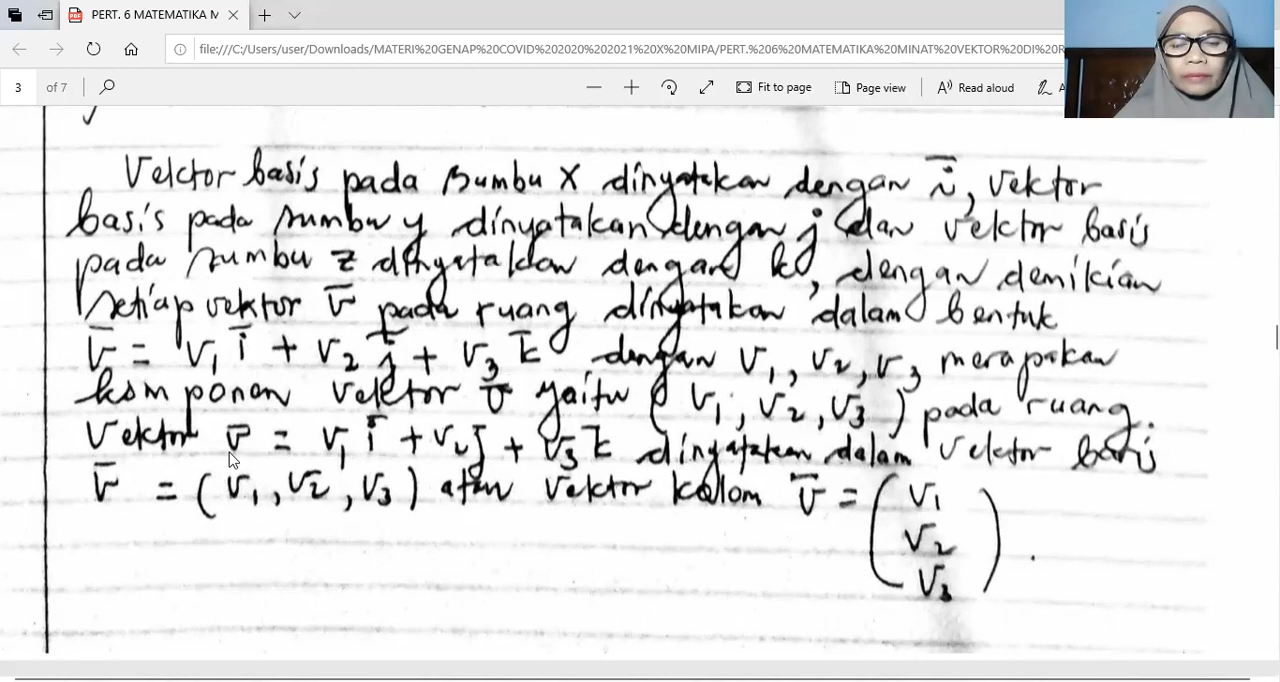 PERT. 6 MATEMATIKA M
file:///C:/Users/user/Downloads/MATERI%20GENAP%20COVID%202020%202021%20X%20MIPA/PERT.%206%20MATEMATIKA%20MINAT%20VEKTOR%20DI%20R
3 of 7 Fit to page Page view Read aloud
Vektor basis pada sumbu X dinyatakan dengan i̅, Vektor
basis pada sumbu y dinyatakan dengan j dan vektor basis
pada sumbu z dinyatakan dengan k, dengan demikian
setiap vektor v̅ pada ruang dinyatakan dalam bentuk
v̅ = v₁ i̅ + v₂ j̅ + v₃ k̅ dengan v₁, v₂, v₃ merupakan
komponen vektor v̅ yaitu (v₁, v₂, v₃) pada ruang.
Vektor v̅ = v₁ i̅ + v₂ j̅ + v₃ k̅ dinyatakan dalam vektor basis
v̅ = (v₁, v₂, v₃) atau vektor kolom v̅ = (v₁
v₂
v₃) .